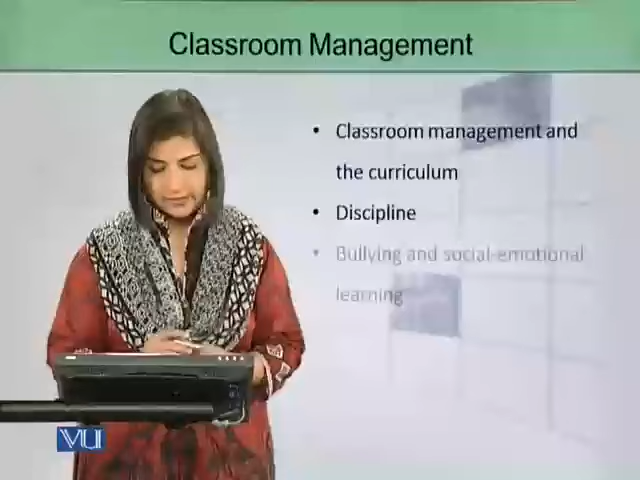 Classroom Management
• Classroom management and
the curriculum
• Discipline
• Bullying and social-emotional
learning
VU